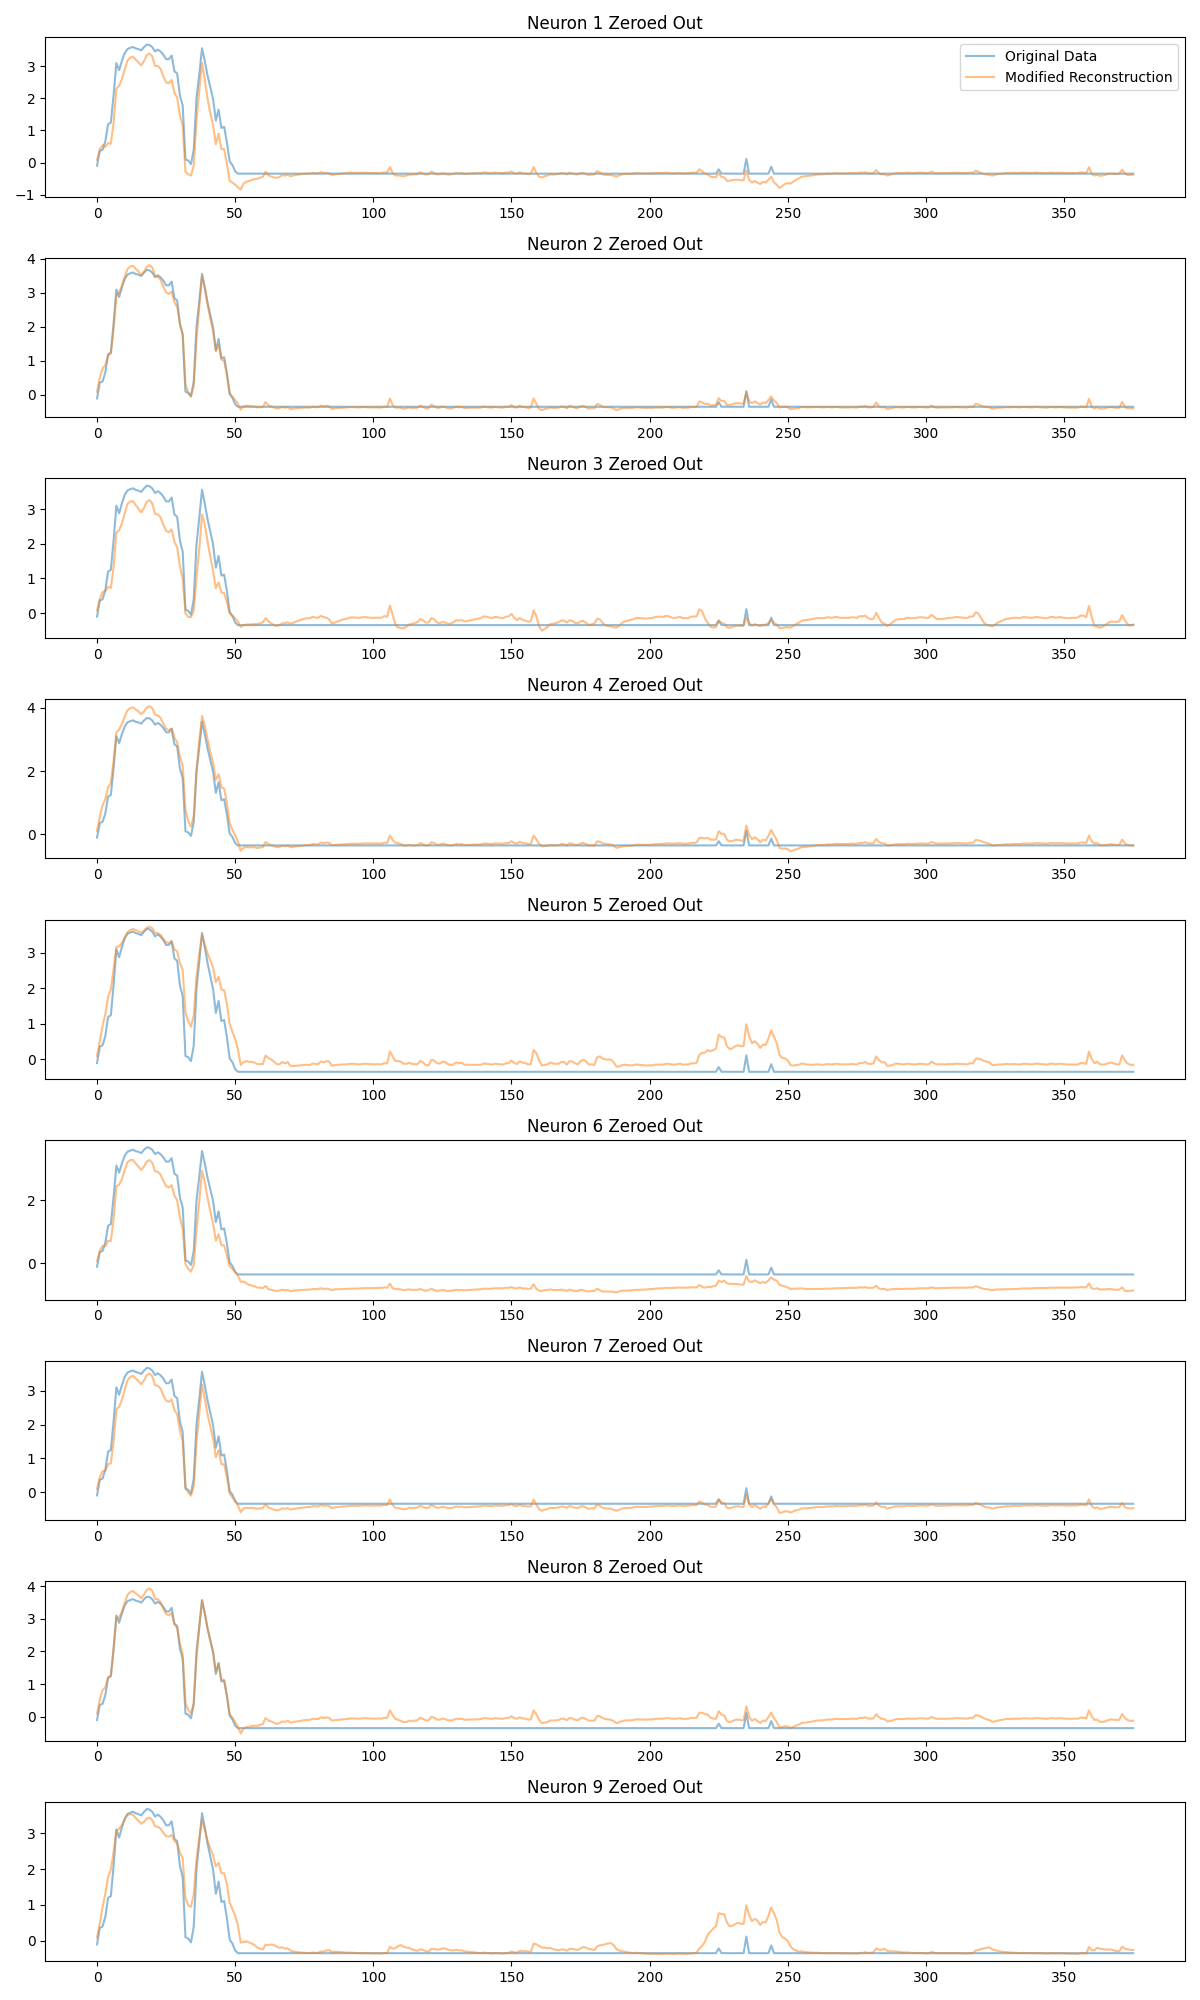 Neuron 1 Zeroed Out
Original Data
Modified Reconstruction
3
2
1
0
−1
0 50 100 150 200 250 300 350
Neuron 2 Zeroed Out
4
3
2
1
0
0 50 100 150 200 250 300 350
Neuron 3 Zeroed Out
3
2
1
0
0 50 100 150 200 250 300 350
Neuron 4 Zeroed Out
4
2
0
0 50 100 150 200 250 300 350
Neuron 5 Zeroed Out
3
2
1
0
0 50 100 150 200 250 300 350
Neuron 6 Zeroed Out
2
0
0 50 100 150 200 250 300 350
Neuron 7 Zeroed Out
3
2
1
0
0 50 100 150 200 250 300 350
Neuron 8 Zeroed Out
4
3
2
1
0
0 50 100 150 200 250 300 350
Neuron 9 Zeroed Out
3
2
1
0
0 50 100 150 200 250 300 350